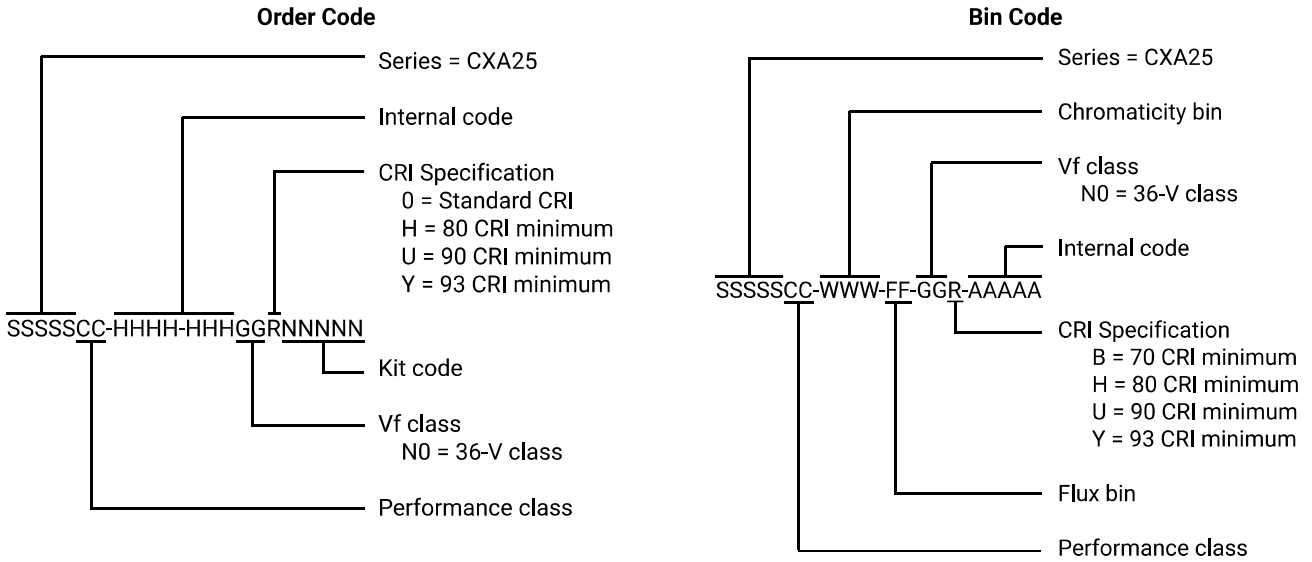 Order Code
Series = CXA25
Internal code
CRI Specification
0 = Standard CRI
H = 80 CRI minimum
U = 90 CRI minimum
Y = 93 CRI minimum
SSSSSCC-HHHH-HHHGGRNNNNN
Kit code
Vf class
N0 = 36-V class
Performance class
Bin Code
Series = CXA25
Chromaticity bin
Vf class
N0 = 36-V class
Internal code
SSSSSCC-WWW-FF-GGR-AAAAA
CRI Specification
B = 70 CRI minimum
H = 80 CRI minimum
U = 90 CRI minimum
Y = 93 CRI minimum
Flux bin
Performance class